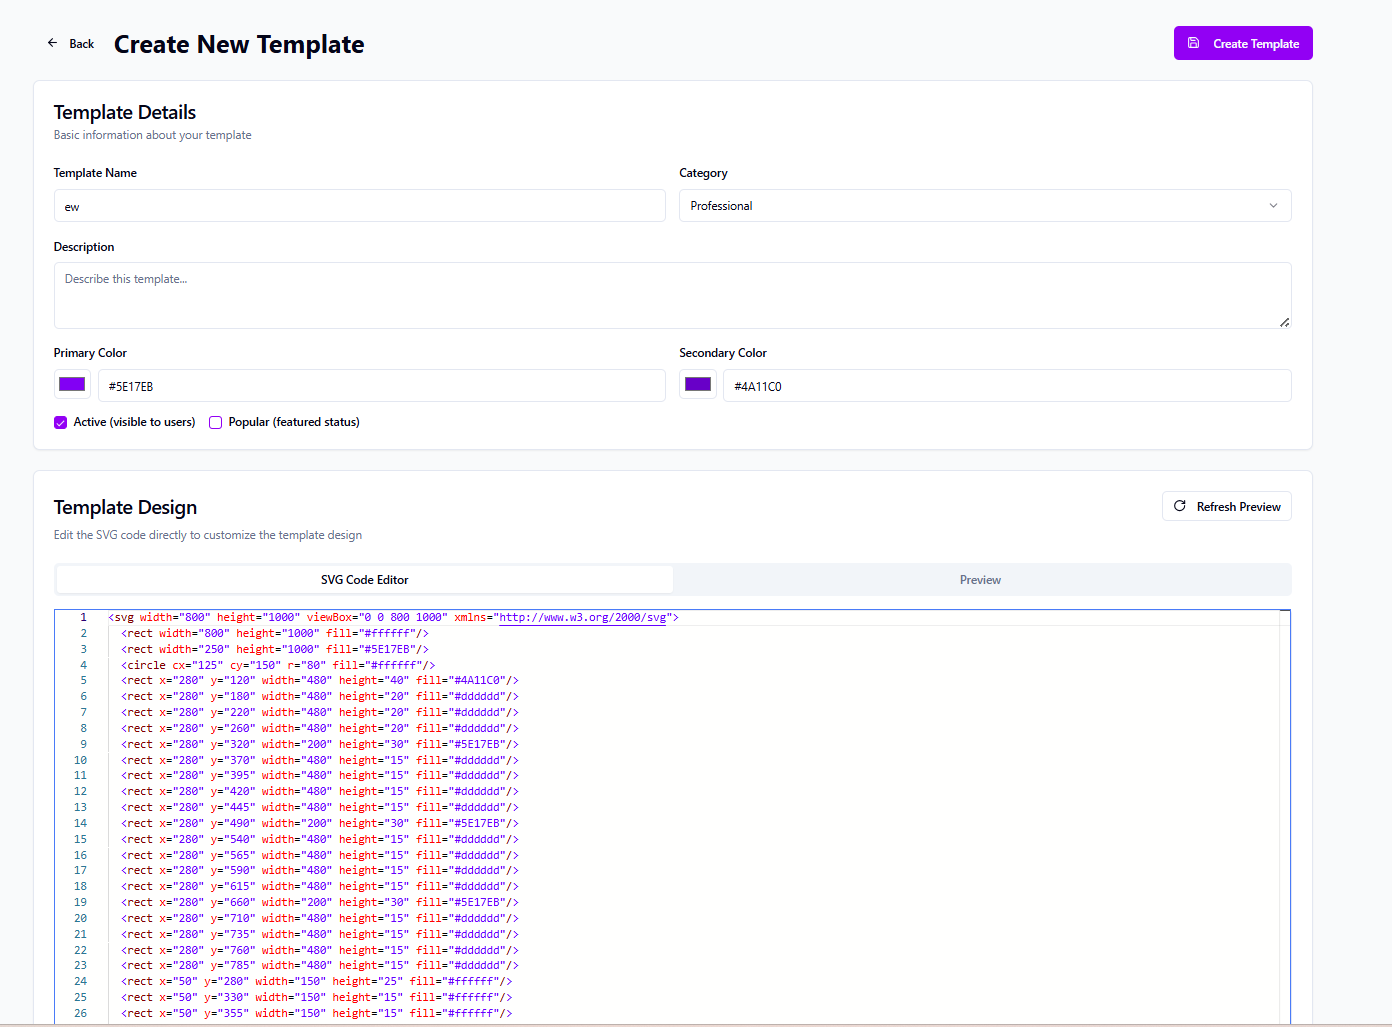 Back
Create New Template
Create Template
Template Details
Basic information about your template
Template Name
Category
ew
Professional
Description
Describe this template...
Primary Color
Secondary Color
#5E17EB
#4A11C0
Active (visible to users)
Popular (featured status)
Template Design
Refresh Preview
Edit the SVG code directly to customize the template design
SVG Code Editor
Preview
1 <svg width="800" height="1000" viewBox="0 0 800 1000" xmlns="http://www.w3.org/2000/svg">
2 <rect width="800" height="1000" fill="#ffffff"/>
3 <rect width="250" height="1000" fill="#5E17EB"/>
4 <circle cx="125" cy="150" r="80" fill="#ffffff"/>
5 <rect x="280" y="120" width="480" height="40" fill="#4A11C0"/>
6 <rect x="280" y="180" width="480" height="20" fill="#dddddd"/>
7 <rect x="280" y="220" width="480" height="20" fill="#dddddd"/>
8 <rect x="280" y="260" width="480" height="20" fill="#dddddd"/>
9 <rect x="280" y="320" width="200" height="30" fill="#5E17EB"/>
10 <rect x="280" y="370" width="480" height="15" fill="#dddddd"/>
11 <rect x="280" y="395" width="480" height="15" fill="#dddddd"/>
12 <rect x="280" y="420" width="480" height="15" fill="#dddddd"/>
13 <rect x="280" y="445" width="480" height="15" fill="#dddddd"/>
14 <rect x="280" y="490" width="200" height="30" fill="#5E17EB"/>
15 <rect x="280" y="540" width="480" height="15" fill="#dddddd"/>
16 <rect x="280" y="565" width="480" height="15" fill="#dddddd"/>
17 <rect x="280" y="590" width="480" height="15" fill="#dddddd"/>
18 <rect x="280" y="615" width="480" height="15" fill="#dddddd"/>
19 <rect x="280" y="660" width="200" height="30" fill="#5E17EB"/>
20 <rect x="280" y="710" width="480" height="15" fill="#dddddd"/>
21 <rect x="280" y="735" width="480" height="15" fill="#dddddd"/>
22 <rect x="280" y="760" width="480" height="15" fill="#dddddd"/>
23 <rect x="280" y="785" width="480" height="15" fill="#dddddd"/>
24 <rect x="50" y="280" width="150" height="25" fill="#ffffff"/>
25 <rect x="50" y="330" width="150" height="15" fill="#ffffff"/>
26 <rect x="50" y="355" width="150" height="15" fill="#ffffff"/>